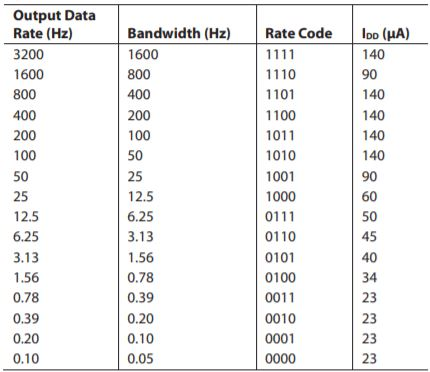 Output Data
Rate (Hz) Bandwidth (Hz) Rate Code IDD (µA)
3200 1600 1111 140
1600 800 1110 90
800 400 1101 140
400 200 1100 140
200 100 1011 140
100 50 1010 140
50 25 1001 90
25 12.5 1000 60
12.5 6.25 0111 50
6.25 3.13 0110 45
3.13 1.56 0101 40
1.56 0.78 0100 34
0.78 0.39 0011 23
0.39 0.20 0010 23
0.20 0.10 0001 23
0.10 0.05 0000 23